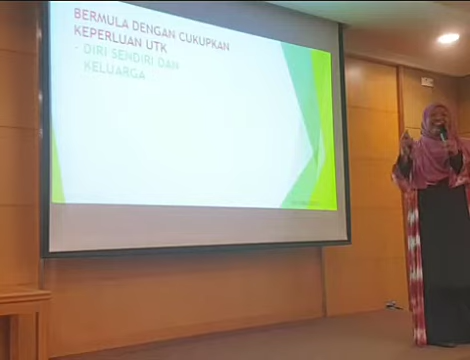 BERMULA DENGAN CUKUPKAN
KEPERLUAN UTK
- DIRI SENDIRI DAN
KELUARGA